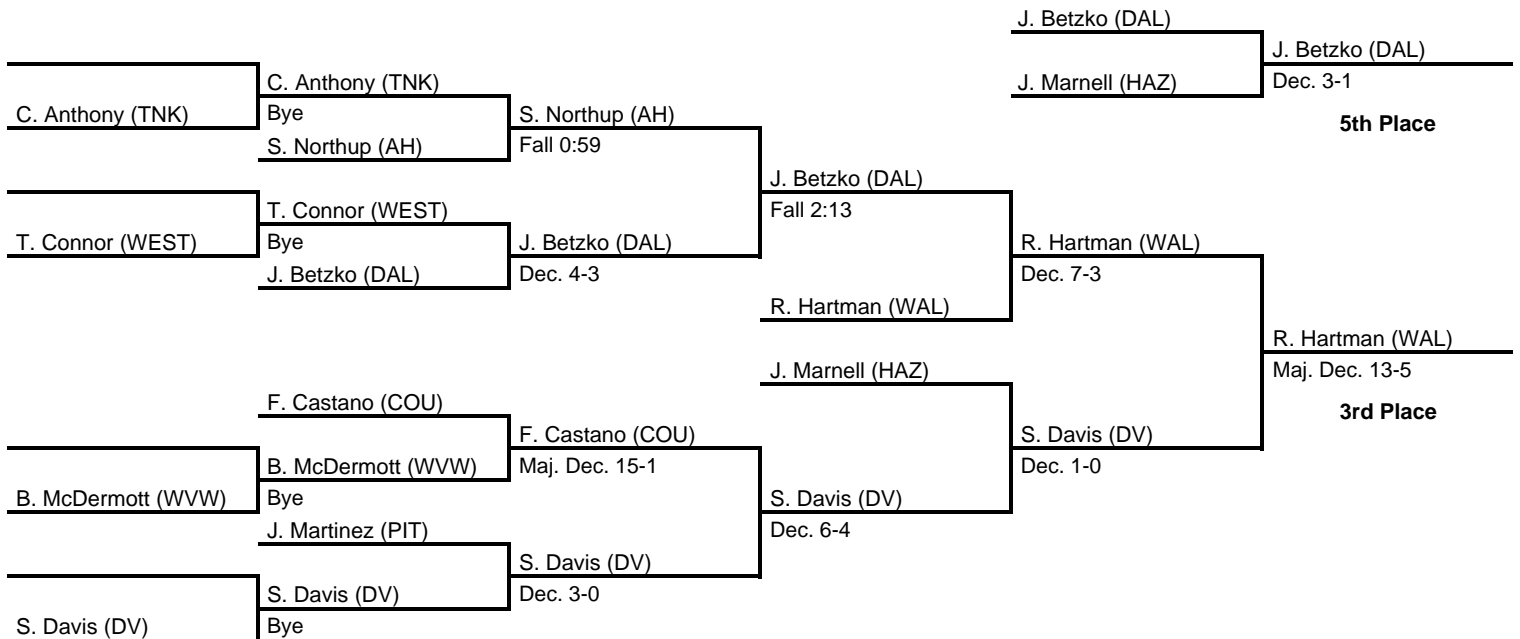 J. Betzko (DAL)
J. Betzko (DAL)
C. Anthony (TNK)
J. Marnell (HAZ)
Dec. 3-1
C. Anthony (TNK)
Bye
S. Northup (AH)
5th Place
S. Northup (AH)
Fall 0:59
J. Betzko (DAL)
T. Connor (WEST)
Fall 2:13
T. Connor (WEST)
Bye
J. Betzko (DAL)
R. Hartman (WAL)
J. Betzko (DAL)
Dec. 4-3
Dec. 7-3
R. Hartman (WAL)
R. Hartman (WAL)
J. Marnell (HAZ)
Maj. Dec. 13-5
F. Castano (COU)
3rd Place
F. Castano (COU)
S. Davis (DV)
B. McDermott (WVW)
Maj. Dec. 15-1
Dec. 1-0
B. McDermott (WVW)
Bye
S. Davis (DV)
J. Martinez (PIT)
Dec. 6-4
S. Davis (DV)
S. Davis (DV)
Dec. 3-0
S. Davis (DV)
Bye